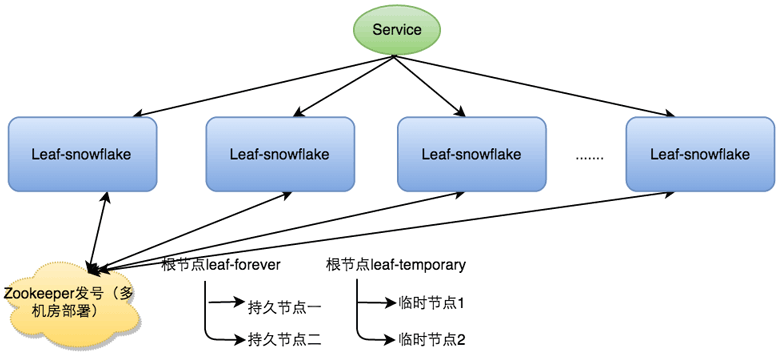 Service
Leaf-snowflake
Leaf-snowflake
Leaf-snowflake
.......
Leaf-snowflake
Zookeeper发号（多
机房部署）
根节点leaf-forever
持久节点一
持久节点二
根节点leaf-temporary
临时节点1
临时节点2